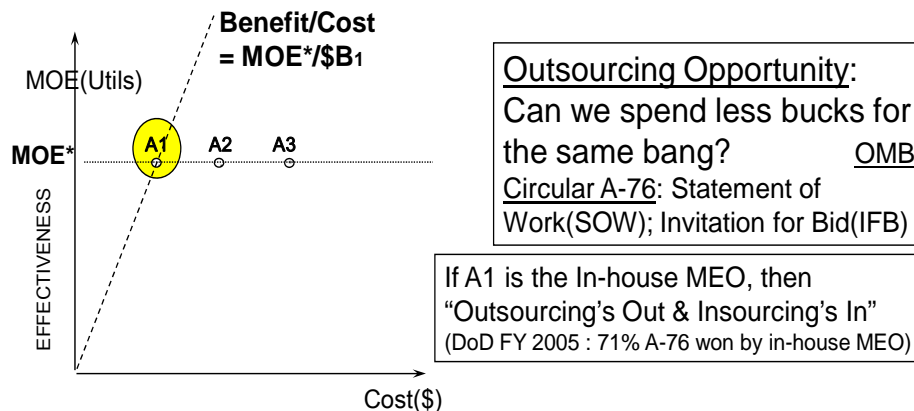 Benefit/Cost
= MOE*/$B1
MOE(Utils)
MOE*
A1 A2 A3
EFFECTIVENESS
Cost($)
Outsourcing Opportunity:
Can we spend less bucks for
the same bang? OMB
Circular A-76: Statement of
Work(SOW); Invitation for Bid(IFB)
If A1 is the In-house MEO, then
“Outsourcing’s Out & Insourcing’s In”
(DoD FY 2005 : 71% A-76 won by in-house MEO)